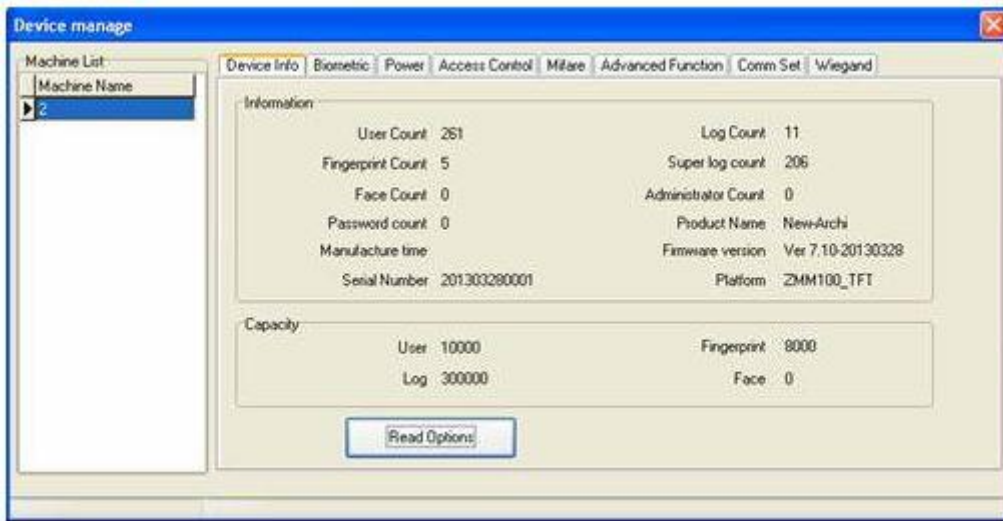 Device manage
Machine List
Machine Name
2
Device Info Biometric Power Access Control Mifare Advanced Function Comm Set Wiegand
Information
User Count 261 Log Count 11
Fingerprint Count 5 Super log count 206
Face Count 0 Administrator Count 0
Password count 0 Product Name New-Archi
Manufacture time Firmware version Ver 7.10-20130328
Serial Number 201303280001 Platform ZMM100_TFT
Capacity
User 10000 Fingerprint 8000
Log 300000 Face 0
Read Options